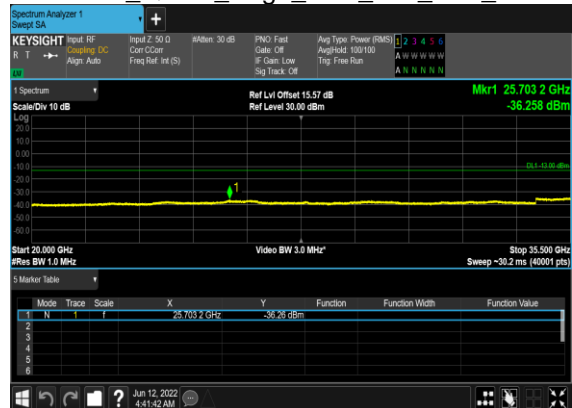 Spectrum Analyzer 1
Swept SA
+
KEYSIGHT Input: RF Input Z: 50 Ω #Atten: 30 dB PNO: Fast Avg Type: Power (RMS) 1 2 3 4 5 6
R T Coupling: DC Corr CCorr Gate: Off Avg|Hold: 100/100 A W W W W W
Align: Auto Freq Ref: Int (S) IF Gain: Low Trig: Free Run
Sig Track: Off A N N N N N
1 Spectrum Ref Lvl Offset 15.57 dB Mkr1 25.703 2 GHz
Scale/Div 10 dB Ref Level 30.00 dBm -36.258 dBm
Log
20.0
10.0
0.00
-10.0
DL1 -13.00 dBm
-20.0
-30.0
1
-40.0
-50.0
-60.0
Start 20.000 GHz Video BW 3.0 MHz* Stop 35.500 GHz
#Res BW 1.0 MHz Sweep ~30.2 ms (40001 pts)
5 Marker Table
Mode Trace Scale X Y Function Function Width Function Value
1 N 1 f 25.703 2 GHz -36.26 dBm
2
3
4
5
6
? Jun 12, 2022
4:41:42 AM